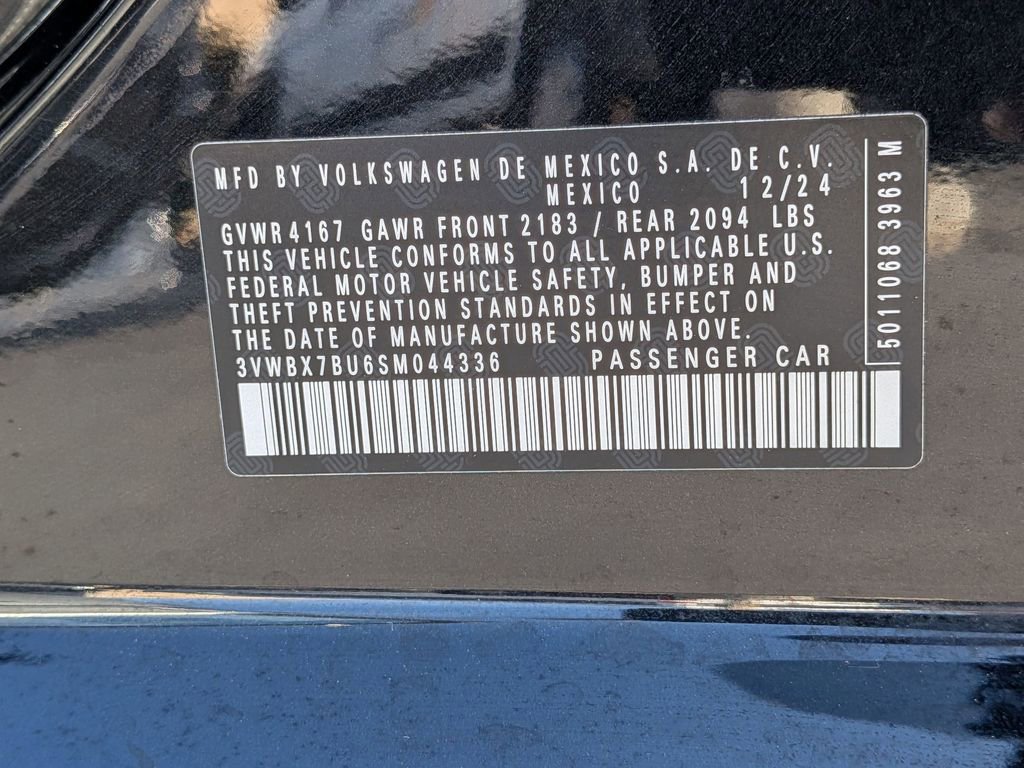 MFD BY VOLKSWAGEN DE MEXICO S.A. DE C.V.
MEXICO 12/24
GVWR 4167 GAWR FRONT 2183 / REAR 2094 LBS
THIS VEHICLE CONFORMS TO ALL APPLICABLE U.S.
FEDERAL MOTOR VEHICLE SAFETY, BUMPER AND
THEFT PREVENTION STANDARDS IN EFFECT ON
THE DATE OF MANUFACTURE SHOWN ABOVE.
3VWBX7BU6SM044336 PASSENGER CAR
5011068 3963 M